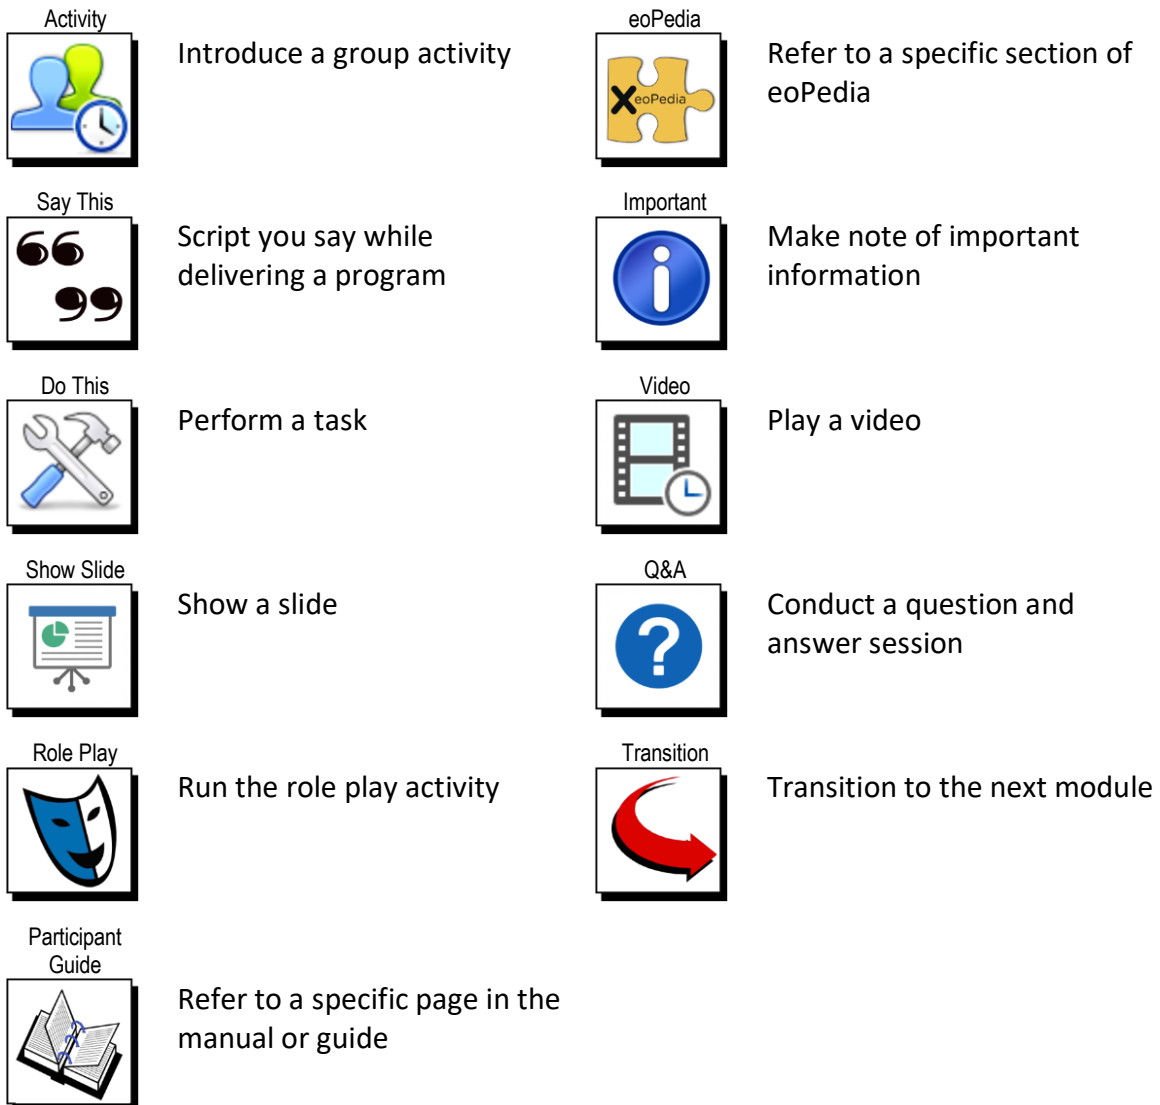 Activity
Introduce a group activity
eoPedia
XeoPedia
Refer to a specific section of
eoPedia
Say This
Script you say while
delivering a program
Important
Make note of important
information
Do This
Perform a task
Video
Play a video
Show Slide
Show a slide
Q&A
?
Conduct a question and
answer session
Role Play
Run the role play activity
Transition
Transition to the next module
Participant
Guide
Refer to a specific page in the
manual or guide